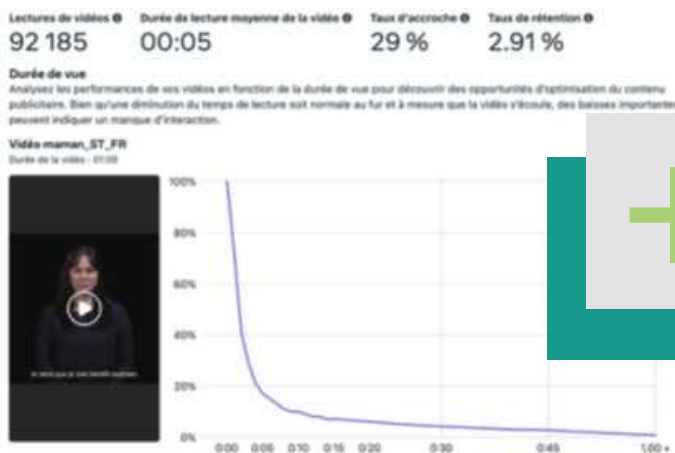 Lectures de vidéos
Durée de lecture moyenne de la vidéo
Taux d'accroche
Taux de rétention
92 185
00:05
29 %
2.91 %
Durée de vue
Analysez les performances de vos vidéos en fonction de la durée de vue pour découvrir des opportunités d'optimisation du contenu
publicitaire. Bien qu'une diminution du temps de lecture soit normale au fur et à mesure que la vidéo s'écoule, des baisses importantes
peuvent indiquer un manque d'interaction.
Vidéo maman_ST_FR
Durée de la vidéo :
100%
80%
60%
40%
20%
0%
0:00 0:05 0:10 0:15 0:20 0:30 0:45 1:00 +